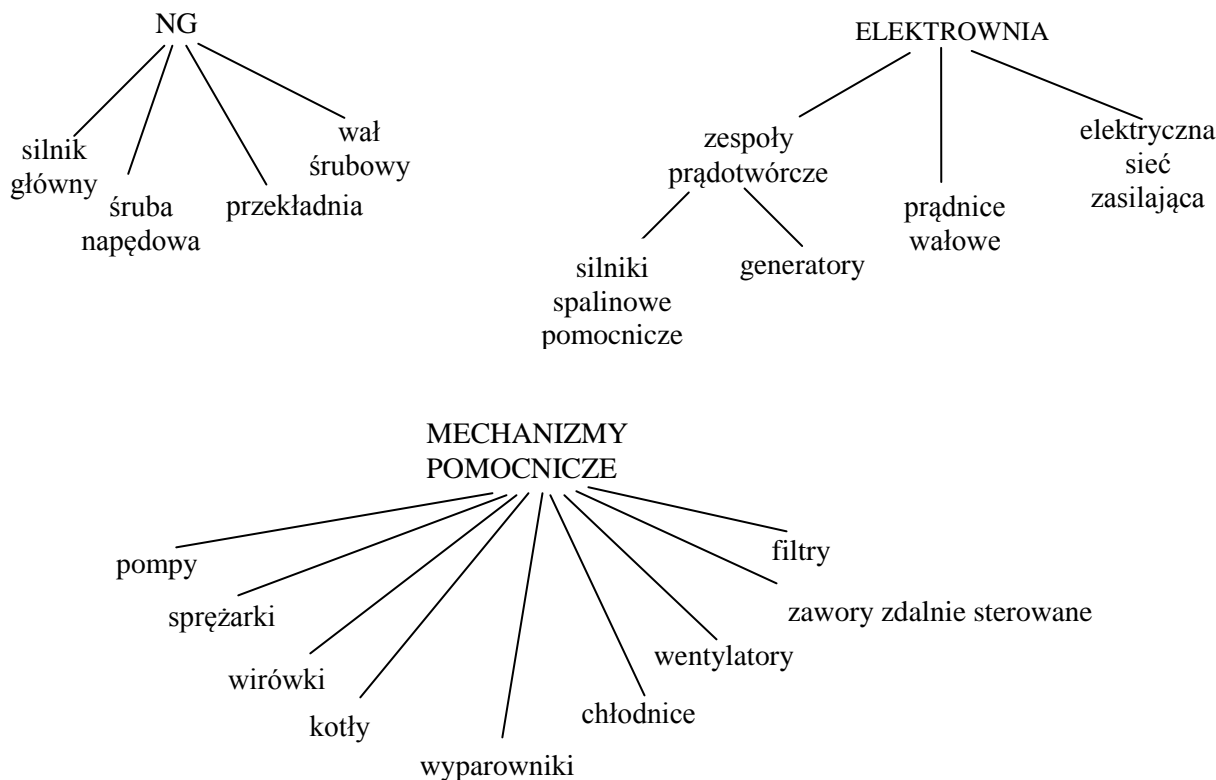 NG
silnik
główny
śruba
napędowa
przekładnia
wał
śrubowy
ELEKTROWNIA
zespoły
prądotwórcze
silniki
spalinowe
pomocnicze
generatory
prądnice
wałowe
elektryczna
sieć
zasilająca
MECHANIZMY
POMOCNICZE
pompy
sprężarki
wirówki
kotły
wyparowniki
chłodnice
wentylatory
zawory zdalnie sterowane
filtry